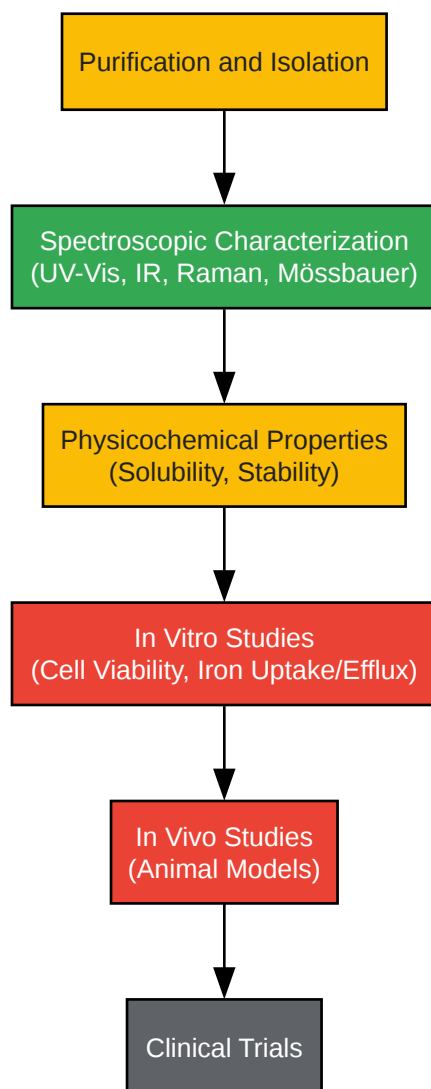 Purification and Isolation
Spectroscopic Characterization
(UV-Vis, IR, Raman, Mössbauer)
Physicochemical Properties
(Solubility, Stability)
In Vitro Studies
(Cell Viability, Iron Uptake/Efflux)
In Vivo Studies
(Animal Models)
Clinical Trials